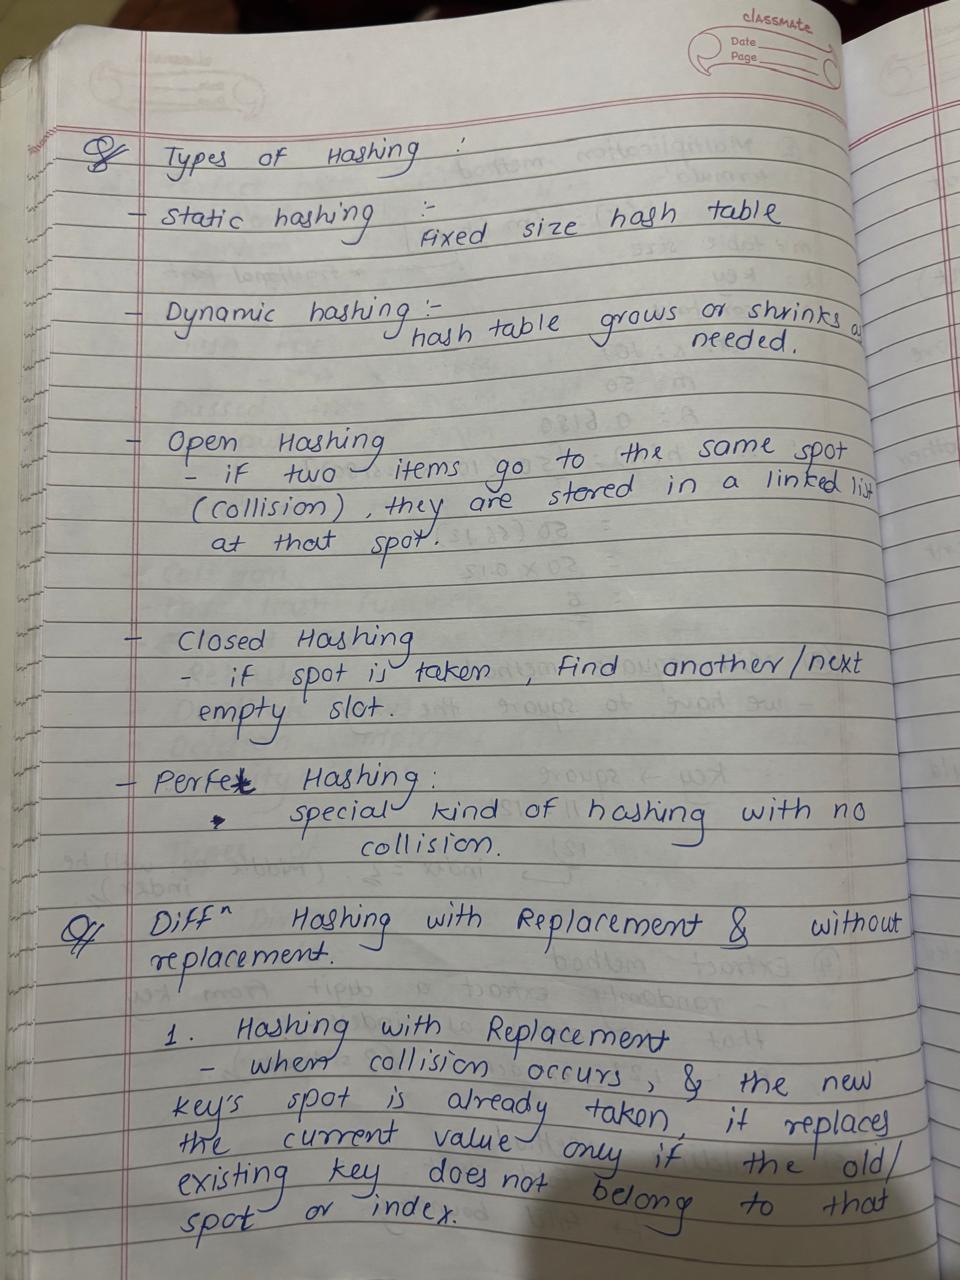 classmate
Date
Page
Q/ Types of Hashing :
- Static hashing :-
Fixed size hash table
- Dynamic hashing :-
hash table grows or shrinks a
needed.
- Open Hashing
- if two items go to the same spot
(collision), they are stored in a linked list
at that spot.
- Closed Hashing
- if spot is taken, Find another/next
empty slot.
- Perfect Hashing:
• special kind of hashing with no
collision.
Q/ Diffⁿ Hashing with Replacement & without
replacement.
1. Hashing with Replacement
- when collision occurs, & the new
key's spot is already taken, it replaces
the current value only if the old/
existing key does not belong to that
spot or index.